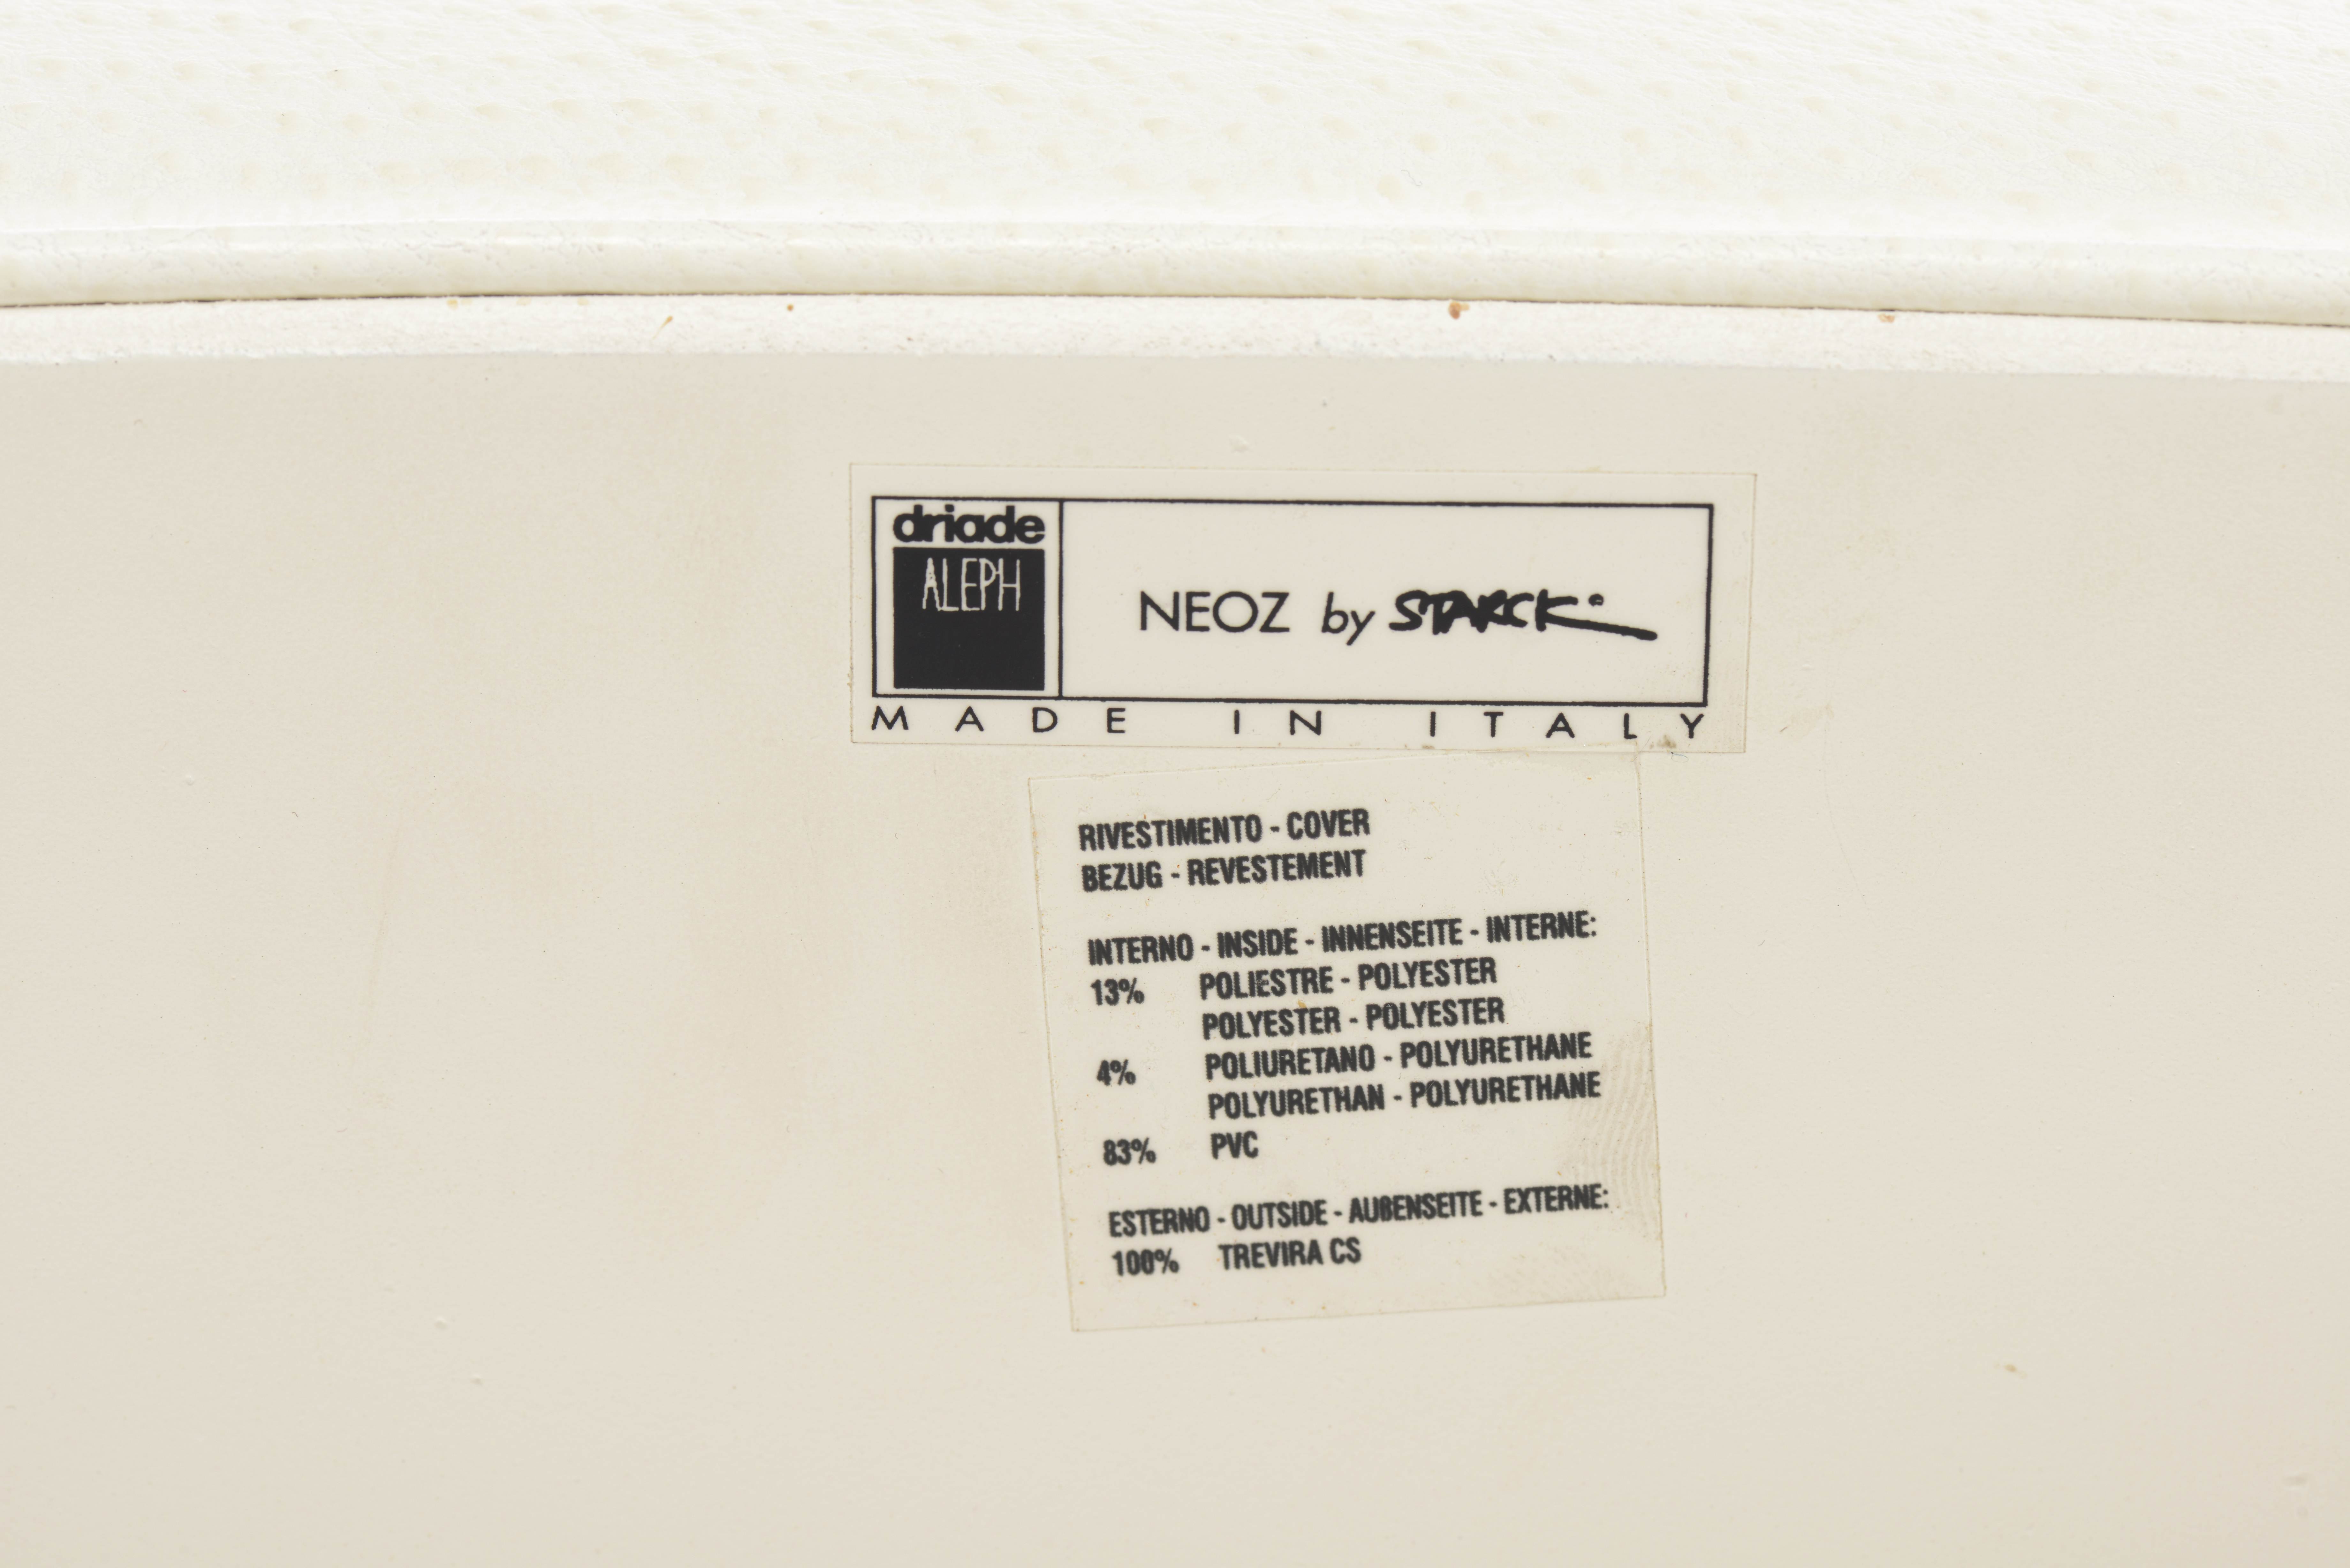 driade
ALEPH
NEOZ by STARCK
MADE IN ITALY
RIVESTIMENTO - COVER
BEZUG - REVESTEMENT
INTERNO - INSIDE - INNENSEITE - INTERNE:
13% POLIESTRE - POLYESTER
POLYESTER - POLYESTER
4% POLIURETANO - POLYURETHANE
POLYURETHAN - POLYURETHANE
83% PVC
ESTERNO - OUTSIDE - AUßENSEITE - EXTERNE:
100% TREVIRA CS